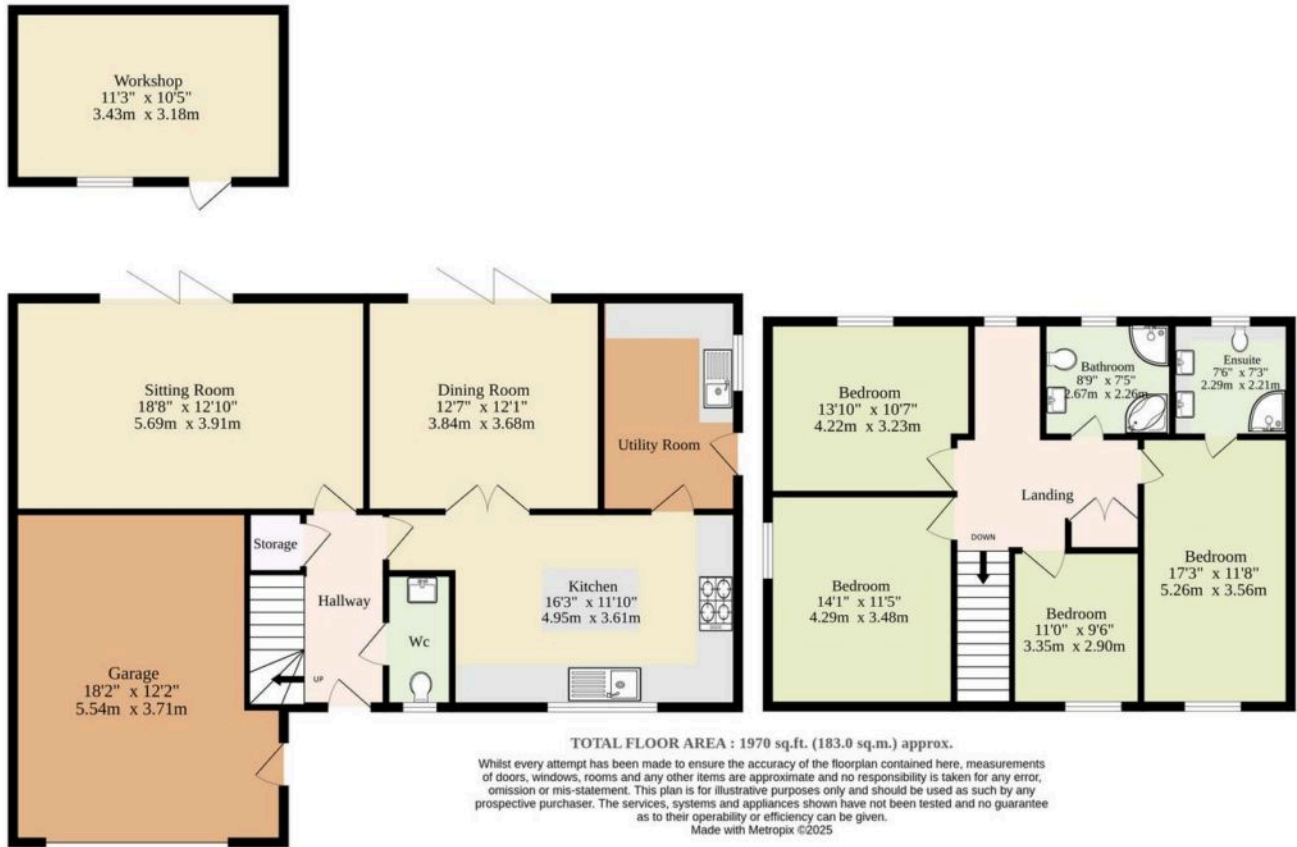 Workshop
11'3" x 10'5"
3.43m x 3.18m
Sitting Room
18'8" x 12'10"
5.69m x 3.91m
Dining Room
12'7" x 12'1"
3.84m x 3.68m
Utility Room
Storage
Hallway
UP
Wc
Kitchen
16'3" x 11'10"
4.95m x 3.61m
Garage
18'2" x 12'2"
5.54m x 3.71m
Bedroom
13'10" x 10'7"
4.22m x 3.23m
Bathroom
8'9" x 7'5"
2.67m x 2.26m
Ensuite
7'6" x 7'3"
2.29m x 2.21m
Landing
DOWN
Bedroom
14'1" x 11'5"
4.29m x 3.48m
Bedroom
11'0" x 9'6"
3.35m x 2.90m
Bedroom
17'3" x 11'8"
5.26m x 3.56m
TOTAL FLOOR AREA : 1970 sq.ft. (183.0 sq.m.) approx.
Whilst every attempt has been made to ensure the accuracy of the floorplan contained here, measurements
of doors, windows, rooms and any other items are approximate and no responsibility is taken for any error,
omission or mis-statement. This plan is for illustrative purposes only and should be used as such by any
prospective purchaser. The services, systems and appliances shown have not been tested and no guarantee
as to their operability or efficiency can be given.
Made with Metropix ©2025